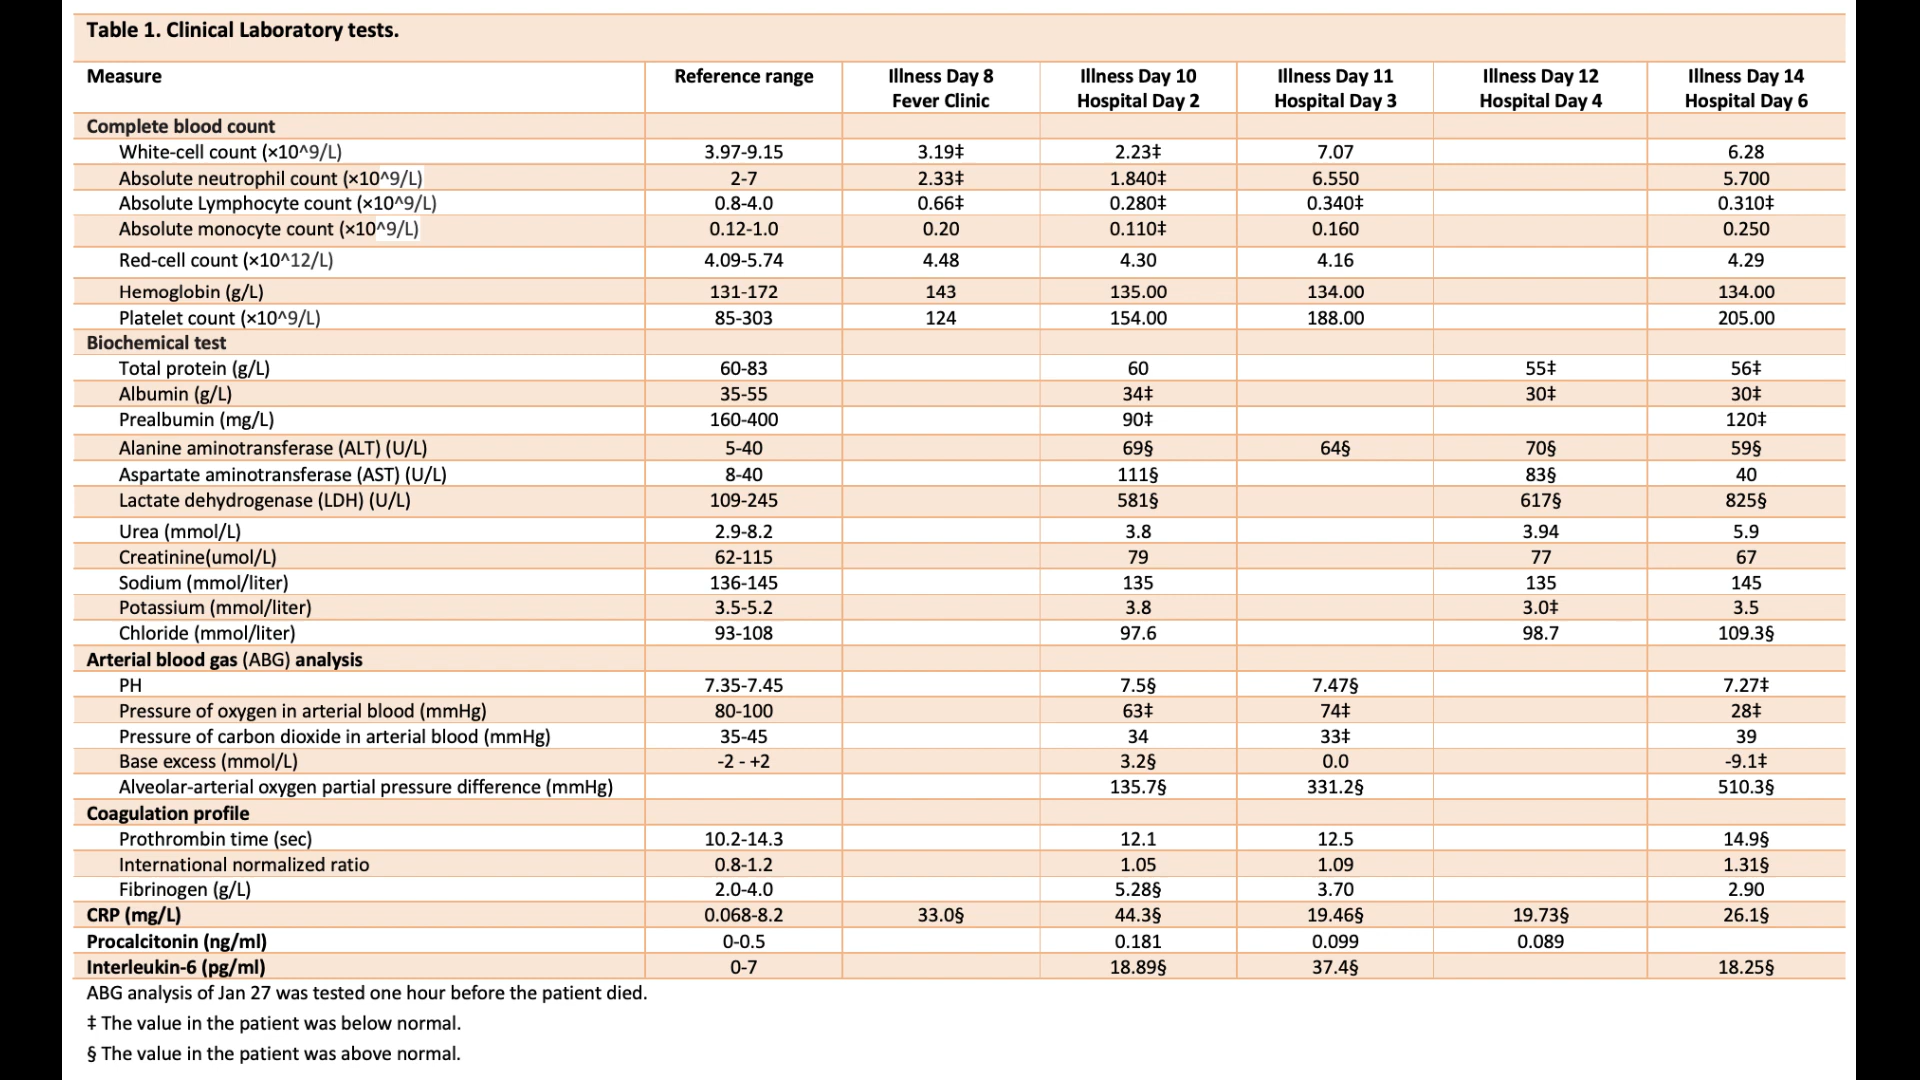 Table 1. Clinical Laboratory tests.
Measure Reference range Illness Day 8 Fever Clinic Illness Day 10 Hospital Day 2 Illness Day 11 Hospital Day 3 Illness Day 12 Hospital Day 4 Illness Day 14 Hospital Day 6
Complete blood count
White-cell count (×10^9/L) 3.97-9.15 3.19‡ 2.23‡ 7.07 6.28
Absolute neutrophil count (×10^9/L) 2-7 2.33‡ 1.840‡ 6.550 5.700
Absolute Lymphocyte count (×10^9/L) 0.8-4.0 0.66‡ 0.280‡ 0.340‡ 0.310‡
Absolute monocyte count (×10^9/L) 0.12-1.0 0.20 0.110‡ 0.160 0.250
Red-cell count (×10^12/L) 4.09-5.74 4.48 4.30 4.16 4.29
Hemoglobin (g/L) 131-172 143 135.00 134.00 134.00
Platelet count (×10^9/L) 85-303 124 154.00 188.00 205.00
Biochemical test
Total protein (g/L) 60-83 60 55‡ 56‡
Albumin (g/L) 35-55 34‡ 30‡ 30‡
Prealbumin (mg/L) 160-400 90‡ 120‡
Alanine aminotransferase (ALT) (U/L) 5-40 69§ 64§ 70§ 59§
Aspartate aminotransferase (AST) (U/L) 8-40 111§ 83§ 40
Lactate dehydrogenase (LDH) (U/L) 109-245 581§ 617§ 825§
Urea (mmol/L) 2.9-8.2 3.8 3.94 5.9
Creatinine(umol/L) 62-115 79 77 67
Sodium (mmol/liter) 136-145 135 135 145
Potassium (mmol/liter) 3.5-5.2 3.8 3.0‡ 3.5
Chloride (mmol/liter) 93-108 97.6 98.7 109.3§
Arterial blood gas (ABG) analysis
PH 7.35-7.45 7.5§ 7.47§ 7.27‡
Pressure of oxygen in arterial blood (mmHg) 80-100 63‡ 74‡ 28‡
Pressure of carbon dioxide in arterial blood (mmHg) 35-45 34 33‡ 39
Base excess (mmol/L) -2 - +2 3.2§ 0.0 -9.1‡
Alveolar-arterial oxygen partial pressure difference (mmHg) 135.7§ 331.2§ 510.3§
Coagulation profile
Prothrombin time (sec) 10.2-14.3 12.1 12.5 14.9§
International normalized ratio 0.8-1.2 1.05 1.09 1.31§
Fibrinogen (g/L) 2.0-4.0 5.28§ 3.70 2.90
CRP (mg/L) 0.068-8.2 33.0§ 44.3§ 19.46§ 19.73§ 26.1§
Procalcitonin (ng/ml) 0-0.5 0.181 0.099 0.089
Interleukin-6 (pg/ml) 0-7 18.89§ 37.4§ 18.25§
ABG analysis of Jan 27 was tested one hour before the patient died.
‡ The value in the patient was below normal.
§ The value in the patient was above normal.